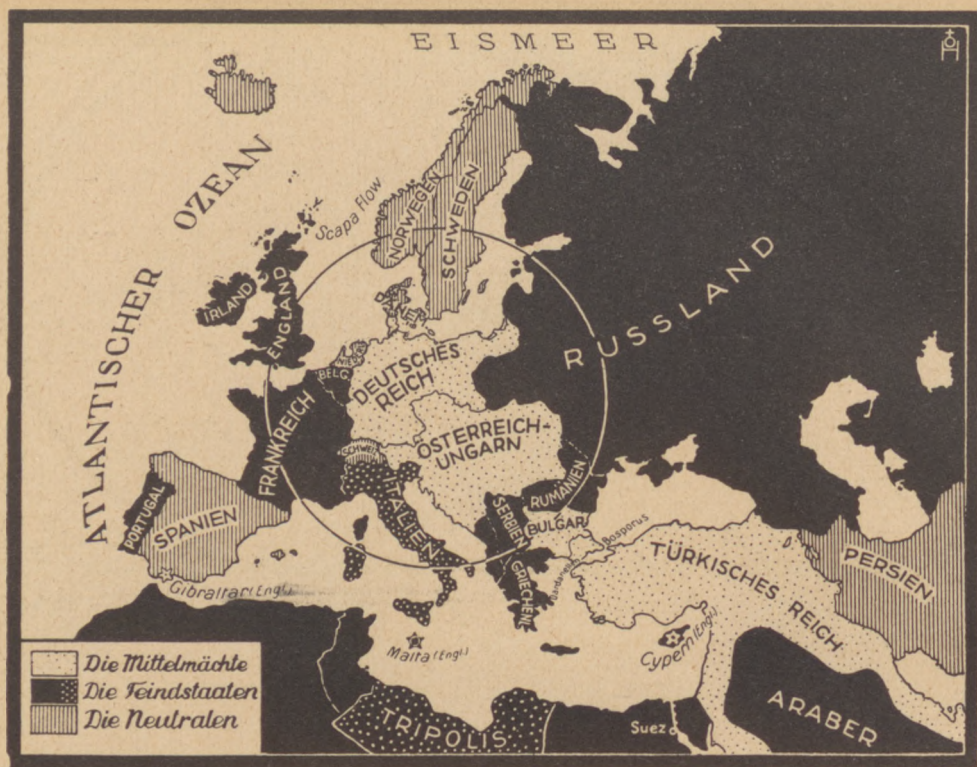 EISMEER
ATLANTISCHER OZEAN
Scapa Flow
NORWEGEN
SCHWEDEN
IRLAND
ENGLAND
RUSSLAND
BELG.
DEUTSCHES
REICH
FRANKREICH
ÖSTERREICH-
UNGARN
SCHWEIZ
ITALIEN
RUMÄNIEN
SERBIEN
BULGAR.
Bosporus
GRIECHENL.
PORTUGAL
SPANIEN
Gibraltar (Engl.)
TÜRKISCHES REICH
PERSIEN
Malta (Engl.)
Cypern (Engl.)
TRIPOLIS
Suez
ARABER
Die Mittelmächte
Die Feindstaaten
Die Neutralen